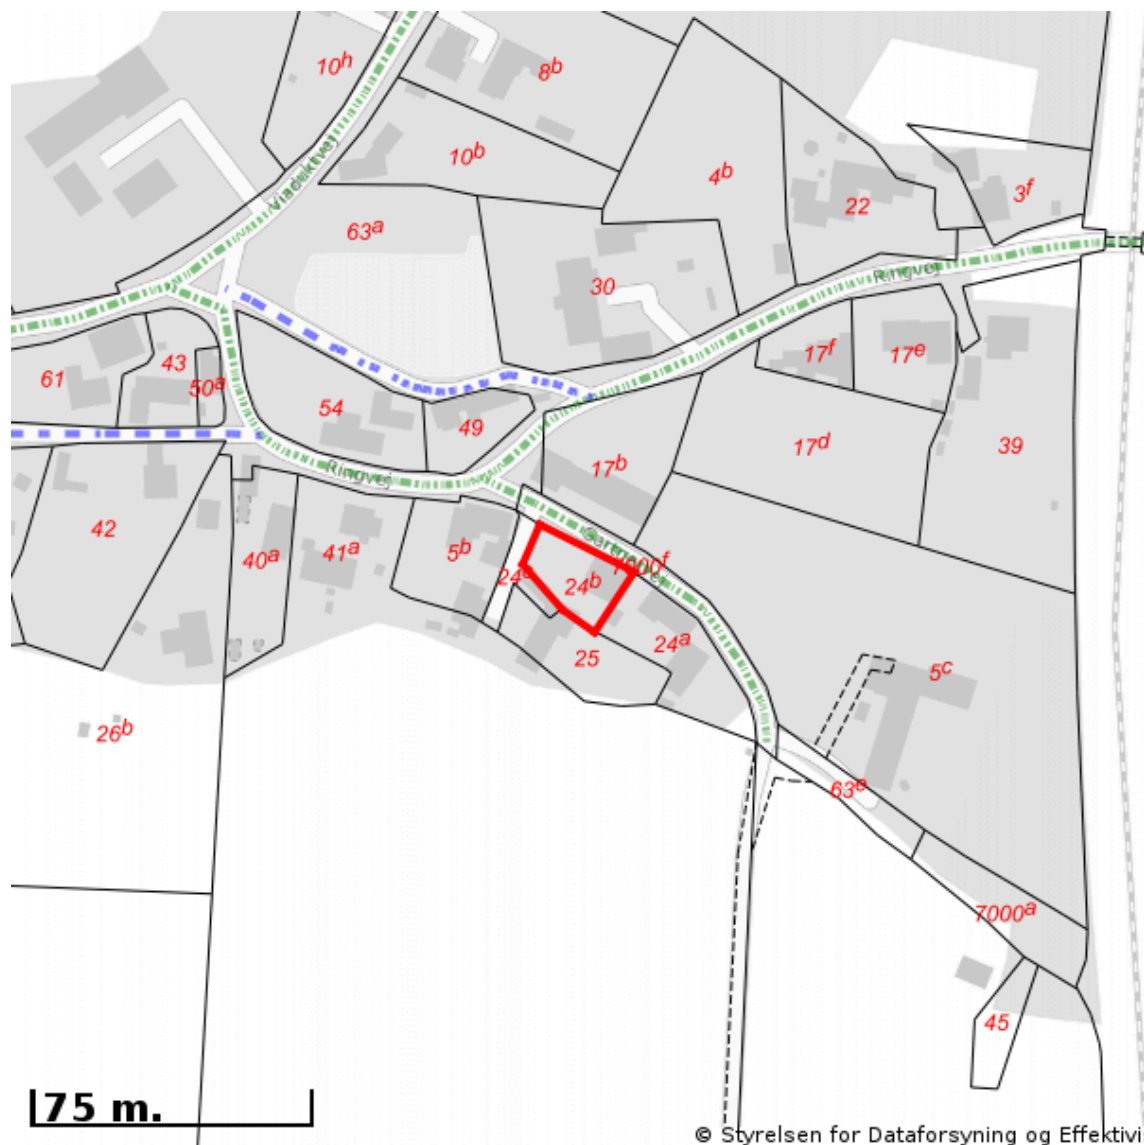 10h
8b
Viaduktvej
10b
4b
22
3f
63a
30
Ringvej
17f
17e
61
43
50a
54
49
17b
17d
39
Ringvej
42
40a
41a
5b
7000f
24b
24a
25
5c
26b
63e
7000a
45
75 m.
© Styrelsen for Dataforsyning og Effektivi